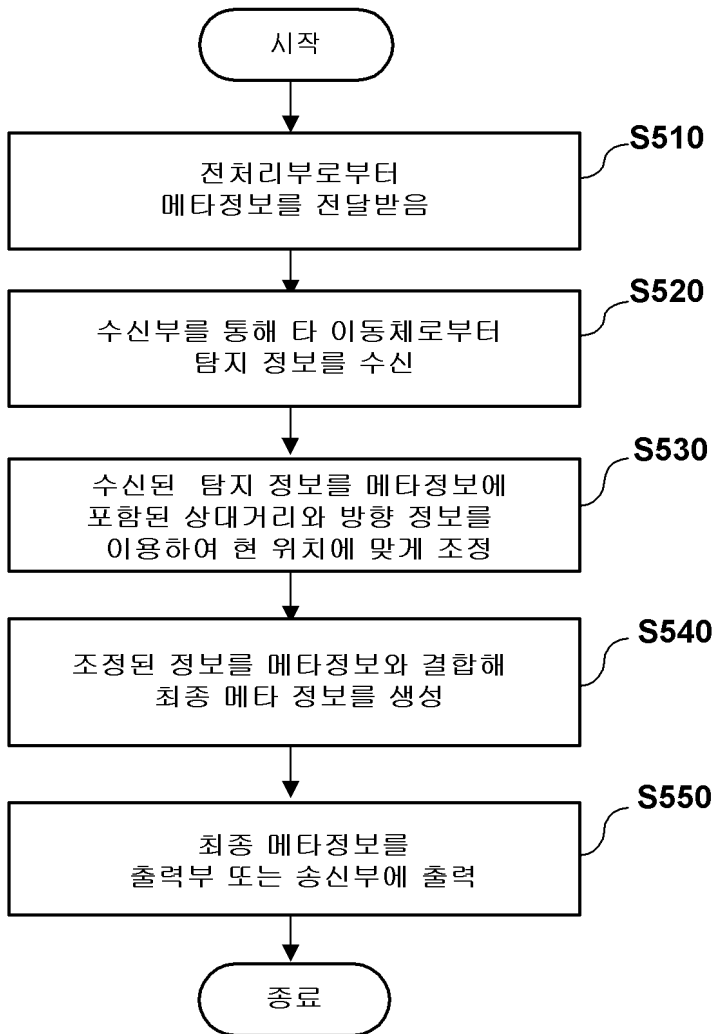 시작
S510
전처리부로부터
메타정보를 전달받음
S520
수신부를 통해 타 이동체로부터
탐지 정보를 수신
S530
수신된 탐지 정보를 메타정보에
포함된 상대거리와 방향 정보를
이용하여 현 위치에 맞게 조정
S540
조정된 정보를 메타정보와 결합해
최종 메타 정보를 생성
S550
최종 메타정보를
출력부 또는 송신부에 출력
종료